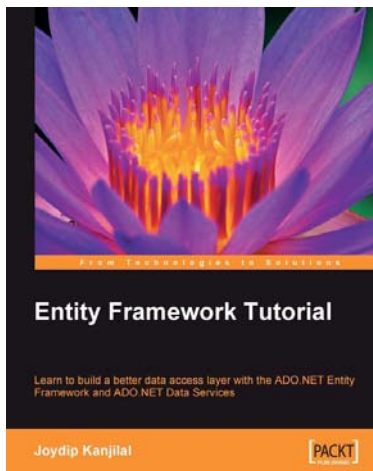 From Technologies to Solutions
Entity Framework Tutorial
Learn to build a better data access layer with the ADO.NET Entity
Framework and ADO.NET Data Services
Joydip Kanjilal
[PACKT]
PUBLISHING